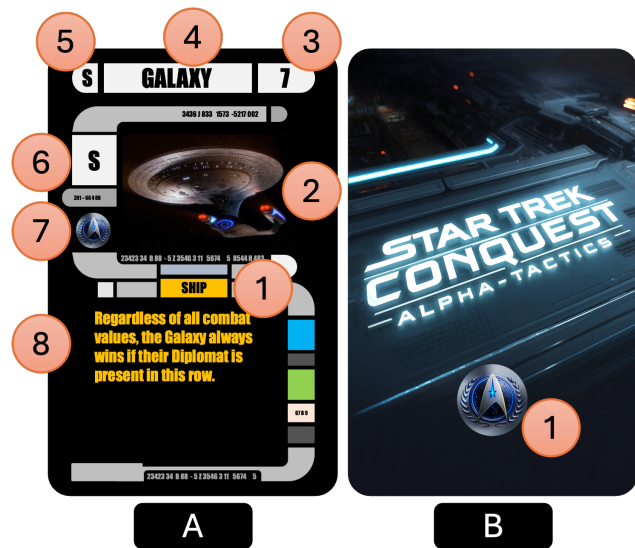 5
4
3
S
GALAXY
7
3436 J 833 1573 -5217 002
6
S
2
7
23423 34 B 88 - 5 Z 3546 3 11 5674 5 8544 B 482
SHIP
1
8
Regardless of all combat
values, the Galaxy always
wins if their Diplomat is
present in this row.
67 B 9
23423 34 B 88 - 5 Z 3546 3 11 5674 5
A
STAR TREK
CONQUEST
ALPHA-TACTICS
1
B